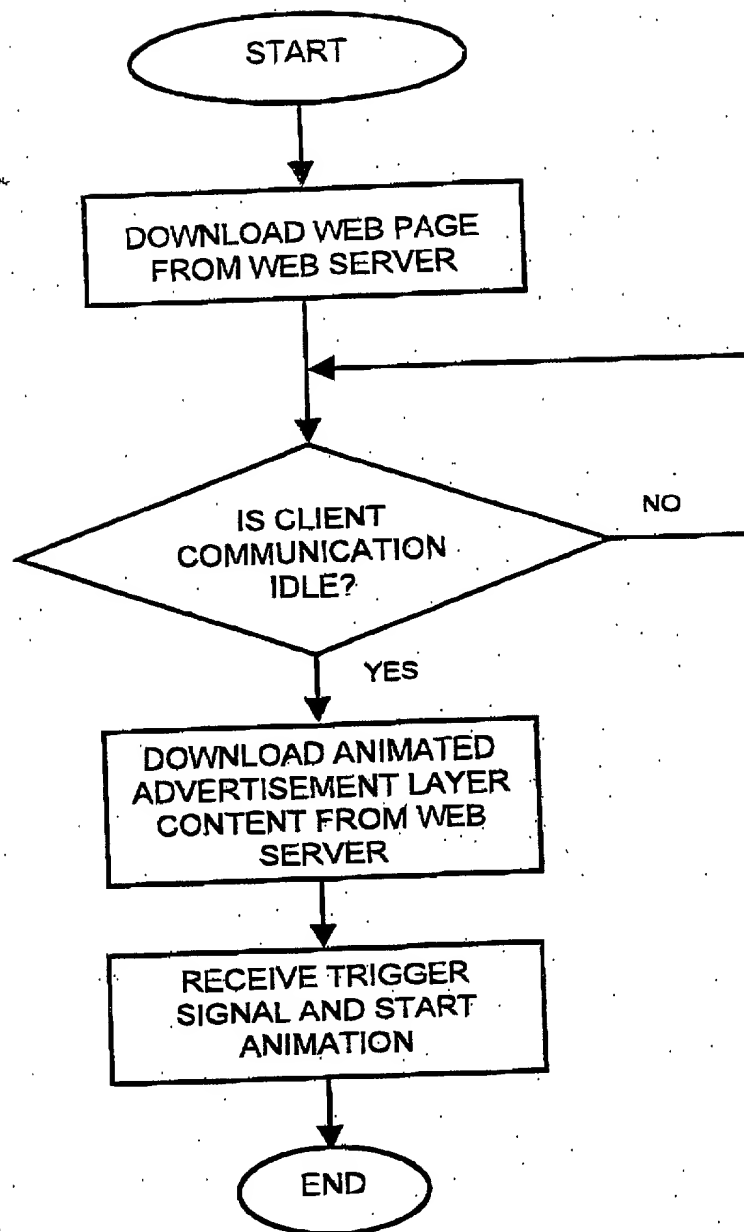 START
DOWNLOAD WEB PAGE
FROM WEB SERVER
IS CLIENT
COMMUNICATION
IDLE?
NO
YES
DOWNLOAD ANIMATED
ADVERTISEMENT LAYER
CONTENT FROM WEB
SERVER
RECEIVE TRIGGER
SIGNAL AND START
ANIMATION
END